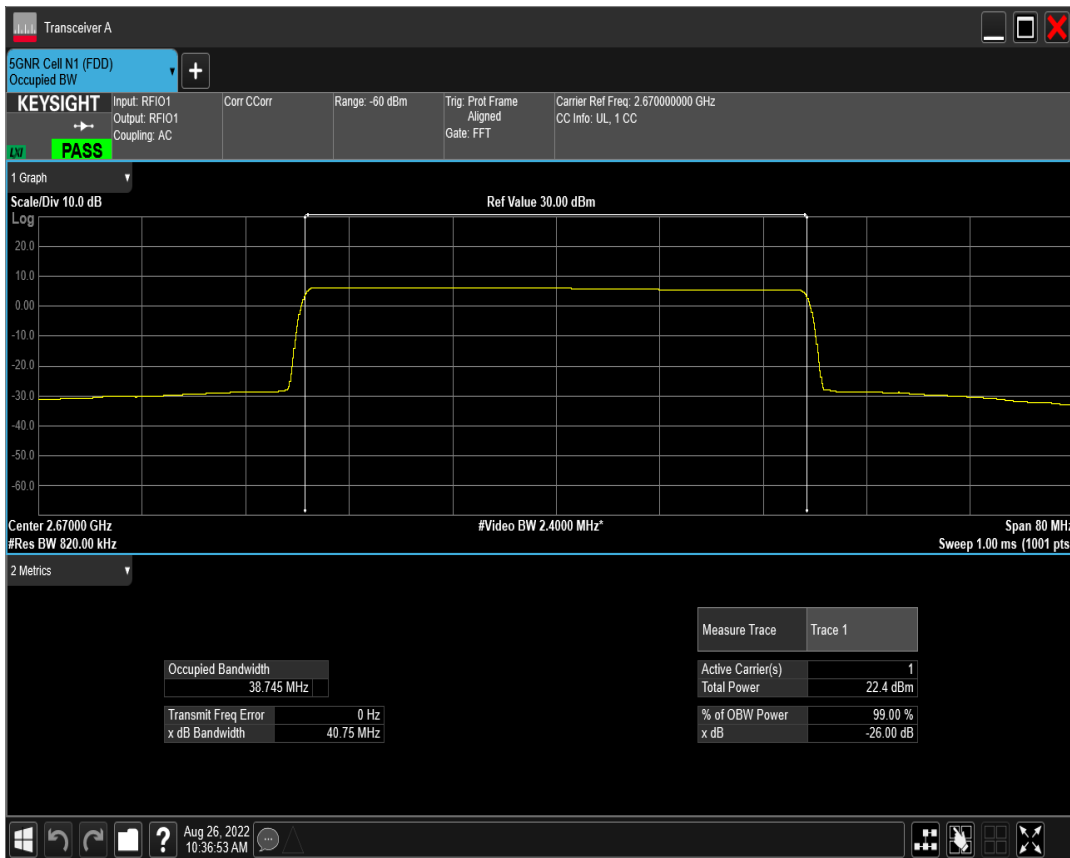 Transceiver A
5GNR Cell N1 (FDD)
Occupied BW
+
KEYSIGHT
LXI
PASS
Input: RFIO1
Output: RFIO1
Coupling: AC
Corr CCorr
Range: -60 dBm
Trig: Prot Frame
Aligned
Gate: FFT
Carrier Ref Freq: 2.670000000 GHz
CC Info: UL, 1 CC
1 Graph
Scale/Div 10.0 dB
Ref Value 30.00 dBm
Log
20.0
10.0
0.00
-10.0
-20.0
-30.0
-40.0
-50.0
-60.0
Center 2.67000 GHz
#Video BW 2.4000 MHz*
Span 80 MHz
#Res BW 820.00 kHz
Sweep 1.00 ms (1001 pts
2 Metrics
Measure Trace Trace 1
Occupied Bandwidth
38.745 MHz
Active Carrier(s) 1
Total Power 22.4 dBm
Transmit Freq Error 0 Hz
x dB Bandwidth 40.75 MHz
% of OBW Power 99.00 %
x dB -26.00 dB
?
Aug 26, 2022
10:36:53 AM